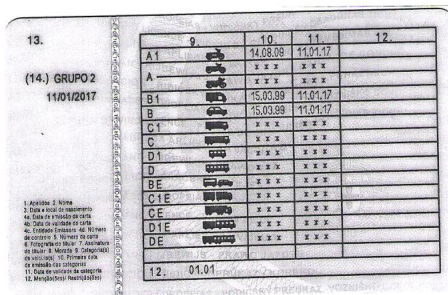 13.
(14.) GRUPO 2
11/01/2017
1. Apelidos 2. Nome
3. Data e local de nascimento
4a. Data de emissão da carta
4b. Data de validade da carta
4c. Entidade Emissora 4d. Número
de controlo 5. Número da carta
6. Fotografia do titular 7. Assinatura
do titular 8. Morada 9. Categoria(s)
de veículo(s) 10. Primeira data
de emissão das categorias
11. Data de validade da categoria
12. Menção(ões) Restrição(ões)
9. 10. 11. 12.
A1 14.08.09 11.01.17
x x x x x x
A
x x x x x x
B1 15.03.99 11.01.17
B 15.03.99 11.01.17
C1 x x x x x x
C x x x x x x
D1 x x x x x x
D x x x x x x
BE x x x x x x
C1E x x x x x x
CE x x x x x x
D1E x x x x x x
DE x x x x x x
12. 01.01